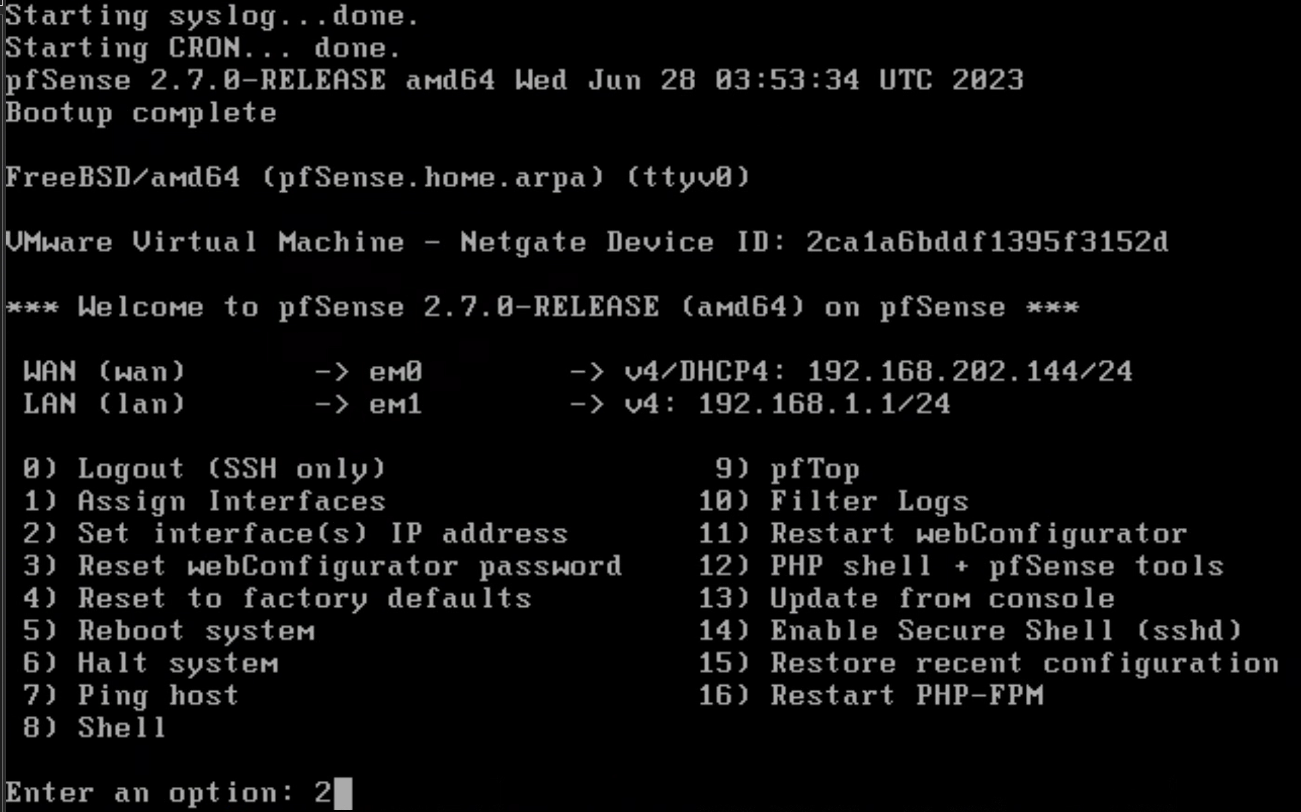 Starting syslog...done.
Starting CRON... done.
pfSense 2.7.0-RELEASE amd64 Wed Jun 28 03:53:34 UTC 2023
Bootup complete
FreeBSD/amd64 (pfSense.home.arpa) (ttyv0)
VMware Virtual Machine - Netgate Device ID: 2ca1a6bddf1395f3152d
*** Welcome to pfSense 2.7.0-RELEASE (amd64) on pfSense ***
WAN (wan)       -> em0        -> v4/DHCP4: 192.168.202.144/24
LAN (lan)       -> em1        -> v4: 192.168.1.1/24
0) Logout (SSH only)                  9) pfTop
1) Assign Interfaces                 10) Filter Logs
2) Set interface(s) IP address       11) Restart webConfigurator
3) Reset webConfigurator password    12) PHP shell + pfSense tools
4) Reset to factory defaults         13) Update from console
5) Reboot system                     14) Enable Secure Shell (sshd)
6) Halt system                       15) Restore recent configuration
7) Ping host                         16) Restart PHP-FPM
8) Shell
Enter an option: 2